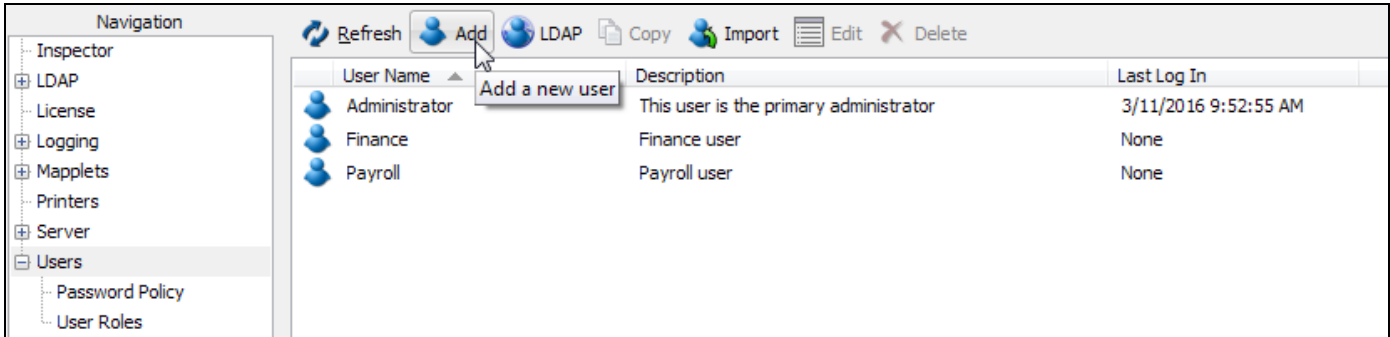 Navigation
Inspector
LDAP
License
Logging
Mapplets
Printers
Server
Users
Password Policy
User Roles
Refresh Add LDAP Copy Import Edit Delete
Add a new user
User Name Description Last Log In
Administrator This user is the primary administrator 3/11/2016 9:52:55 AM
Finance Finance user None
Payroll Payroll user None